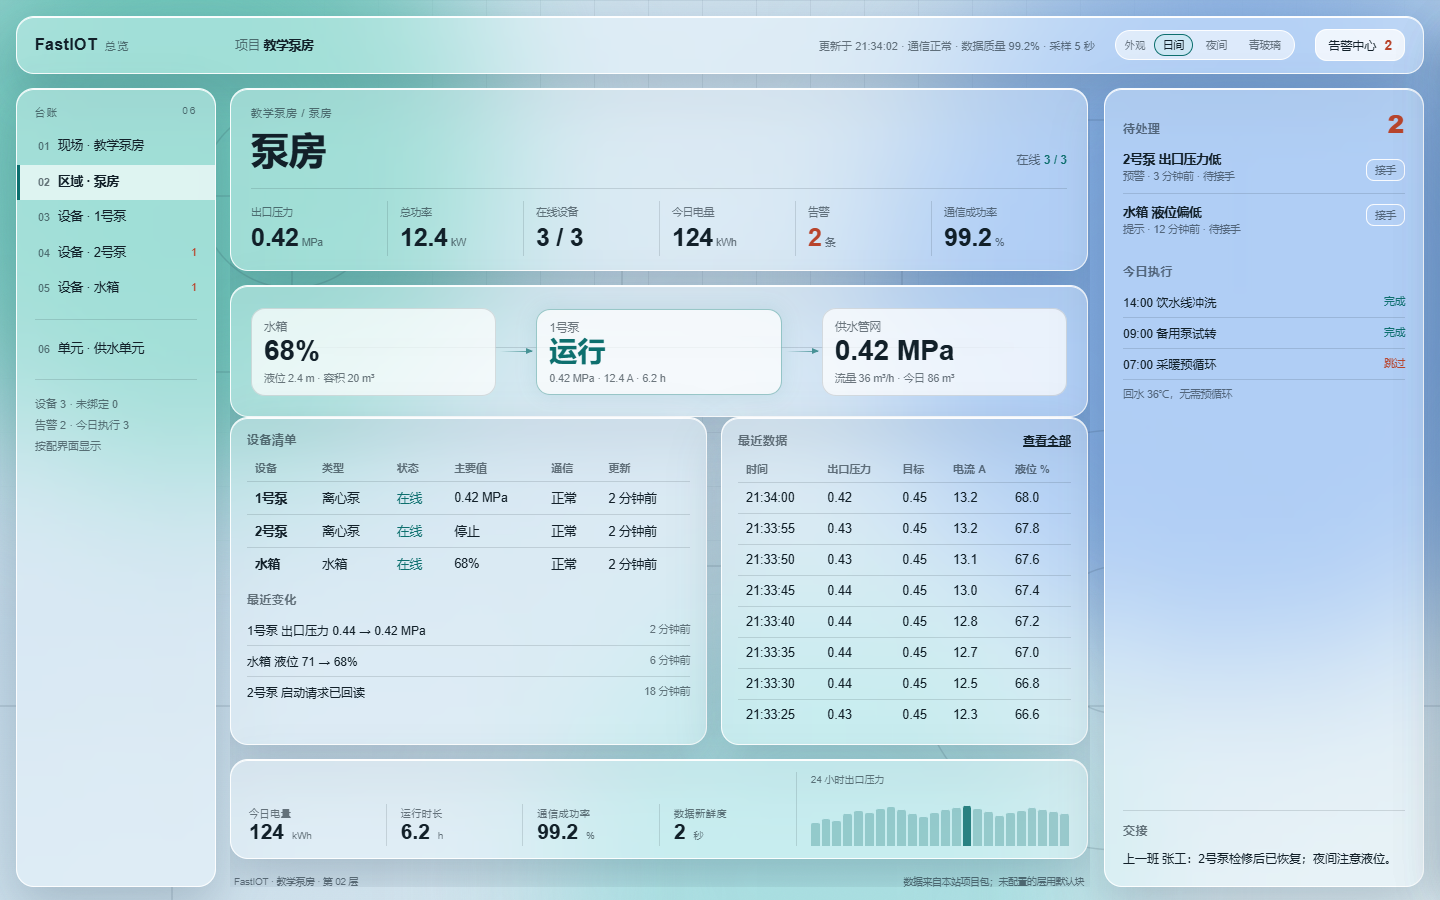 FastIOT 总览
项目 教学泵房
更新于 21:34:02 · 通信正常 · 数据质量 99.2% · 采样 5 秒
外观 日间 夜间 青玻璃
告警中心 2
台账 06
01 现场 · 教学泵房
02 区域 · 泵房
03 设备 · 1号泵
04 设备 · 2号泵 1
05 设备 · 水箱 1
06 单元 · 供水单元
设备 3 · 未绑定 0
告警 2 · 今日执行 3
按配界面显示
教学泵房 / 泵房
泵房
在线 3 / 3
出口压力 总功率 在线设备 今日电量 告警 通信成功率
0.42 MPa 12.4 kW 3 / 3 124 kWh 2 条 99.2 %
水箱
68%
液位 2.4 m · 容积 20 m³
1号泵
运行
0.42 MPa · 12.4 A · 6.2 h
供水管网
0.42 MPa
流量 36 m³/h · 今日 86 m³
设备清单
设备 类型 状态 主要值 通信 更新
1号泵 离心泵 在线 0.42 MPa 正常 2 分钟前
2号泵 离心泵 在线 停止 正常 2 分钟前
水箱 水箱 在线 68% 正常 2 分钟前
最近变化
1号泵 出口压力 0.44 → 0.42 MPa 2 分钟前
水箱 液位 71 → 68% 6 分钟前
2号泵 启动请求已回读 18 分钟前
最近数据 查看全部
时间 出口压力 目标 电流 A 液位 %
21:34:00 0.42 0.45 13.2 68.0
21:33:55 0.43 0.45 13.2 67.8
21:33:50 0.43 0.45 13.1 67.6
21:33:45 0.44 0.45 13.0 67.4
21:33:40 0.44 0.45 12.8 67.2
21:33:35 0.44 0.45 12.7 67.0
21:33:30 0.44 0.45 12.5 66.8
21:33:25 0.43 0.45 12.3 66.6
今日电量 运行时长 通信成功率 数据新鲜度
124 kWh 6.2 h 99.2 % 2 秒
24 小时出口压力
FastIOT · 教学泵房 · 第 02 层
数据来自本站项目包；未配置的层用默认块
待处理 2
2号泵 出口压力低
预警 · 3 分钟前 · 待接手
接手
水箱 液位偏低
提示 · 12 分钟前 · 待接手
接手
今日执行
14:00 饮水线冲洗 完成
09:00 备用泵试转 完成
07:00 采暖预循环 跳过
回水 36℃，无需预循环
交接
上一班 张工：2号泵检修后已恢复；夜间注意液位。